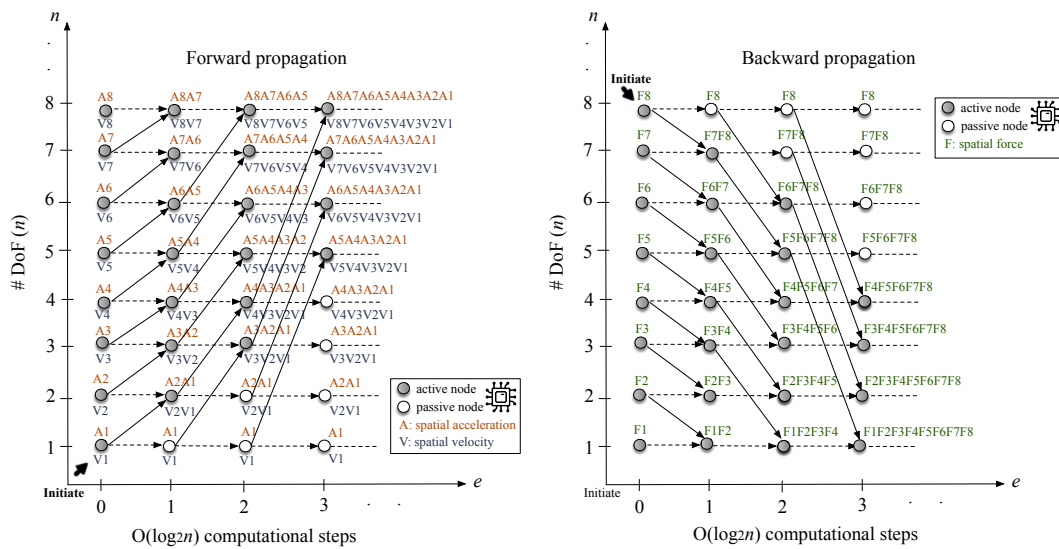 n
Forward propagation
8
7
6
5
4
3
2
1
# DoF (n)
A8
A8A7
A8A7A6A5
A8A7A6A5A4A3A2A1
V8
V8V7
V8V7V6V5
V8V7V6V5V4V3V2V1
A7
A7A6
A7A6A5A4
A7A6A5A4A3A2A1
V7
V7V6
V7V6V5V4
V7V6V5V4V3V2V1
A6
A6A5
A6A5A4A3
A6A5A4A3A2A1
V6
V6V5
V6V5V4V3
V6V5V4V3V2V1
A5
A5A4
A5A4A3A2
A5A4A3A2A1
V5
V5V4
V5V4V3V2
V5V4V3V2V1
A4
A4A3
A4A3A2A1
A4A3A2A1
V4
V4V3
V4V3V2V1
V4V3V2V1
A3
A3A2
A3A2A1
A3A2A1
V3
V3V2
V3V2V1
V3V2V1
A2
A2A1
A2A1
A2A1
V2
V2V1
V2V1
V2V1
A1
A1
A1
A1
V1
V1
V1
V1
active node
passive node
A: spatial acceleration
V: spatial velocity
Initiate
0
1
2
3
e
O(log2n) computational steps
n
Backward propagation
Initiate
8
7
6
5
4
3
2
1
# DoF (n)
F8
F8
F8
F8
F7
F7F8
F7F8
F7F8
F6
F6F7
F6F7F8
F6F7F8
F5
F5F6
F5F6F7F8
F5F6F7F8
F4
F4F5
F4F5F6F7
F4F5F6F7F8
F3
F3F4
F3F4F5F6
F3F4F5F6F7F8
F2
F2F3
F2F3F4F5
F2F3F4F5F6F7F8
F1
F1F2
F1F2F3F4
F1F2F3F4F5F6F7F8
active node
passive node
F: spatial force
Initiate
0
1
2
3
e
O(log2n) computational steps